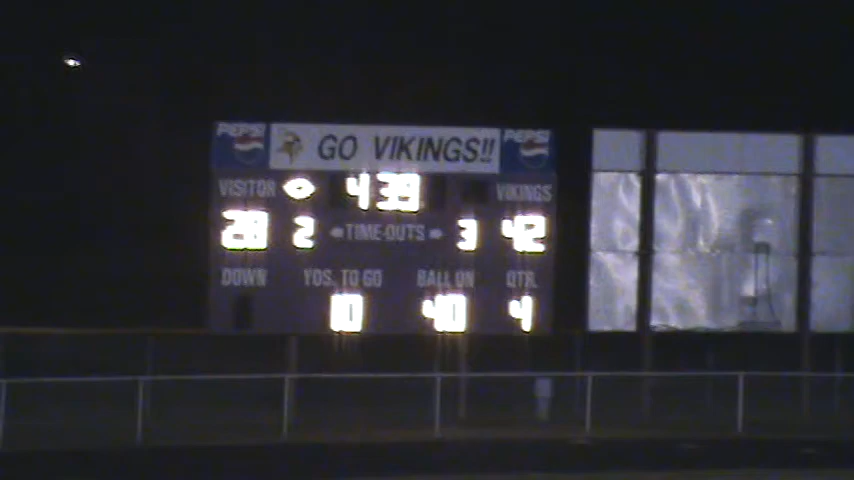 PEPSI GO VIKINGS!! PEPSI
VISITOR 4 39 VIKINGS
28 2 TIME-OUTS 3 42
DOWN YDS. TO GO BALL ON QTR.
10 40 4